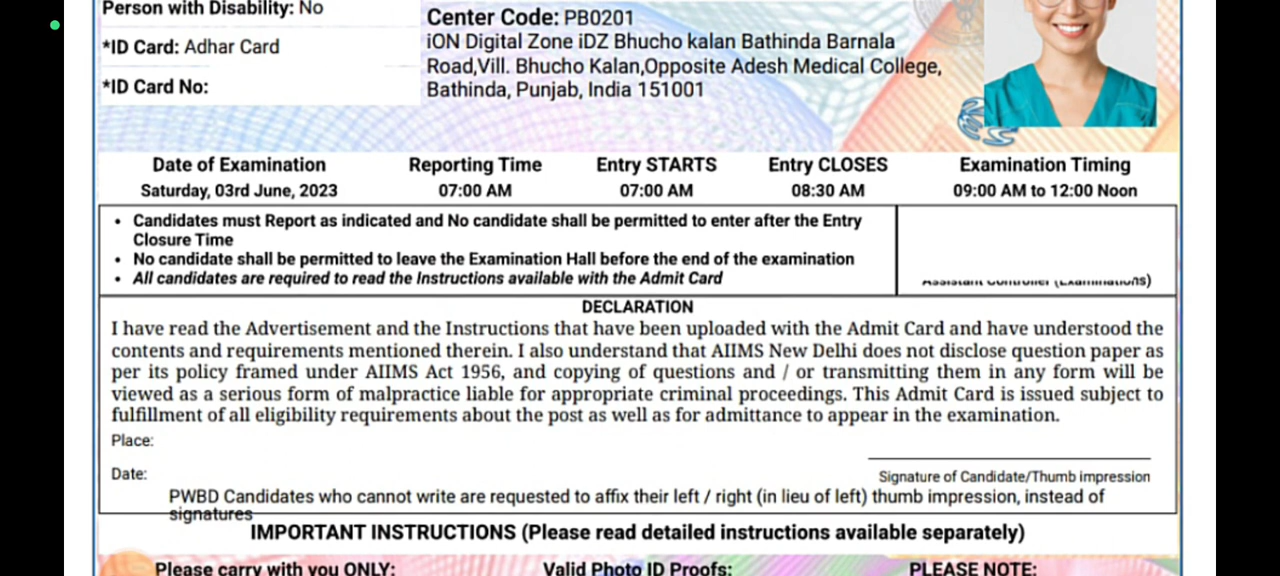 Person with Disability: No
*ID Card: Adhar Card
*ID Card No:
Center Code: PB0201
iON Digital Zone iDZ Bhucho kalan Bathinda Barnala
Road,Vill. Bhucho Kalan,Opposite Adesh Medical College,
Bathinda, Punjab, India 151001
Date of Examination Reporting Time Entry STARTS Entry CLOSES Examination Timing
Saturday, 03rd June, 2023 07:00 AM 07:00 AM 08:30 AM 09:00 AM to 12:00 Noon
• Candidates must Report as indicated and No candidate shall be permitted to enter after the Entry
Closure Time
• No candidate shall be permitted to leave the Examination Hall before the end of the examination
• All candidates are required to read the Instructions available with the Admit Card
Assistant Controller (Examinations)
DECLARATION
I have read the Advertisement and the Instructions that have been uploaded with the Admit Card and have understood the
contents and requirements mentioned therein. I also understand that AIIMS New Delhi does not disclose question paper as
per its policy framed under AIIMS Act 1956, and copying of questions and / or transmitting them in any form will be
viewed as a serious form of malpractice liable for appropriate criminal proceedings. This Admit Card is issued subject to
fulfillment of all eligibility requirements about the post as well as for admittance to appear in the examination.
Place:
Date:
Signature of Candidate/Thumb impression
PWBD Candidates who cannot write are requested to affix their left / right (in lieu of left) thumb impression, instead of
signatures
IMPORTANT INSTRUCTIONS (Please read detailed instructions available separately)
Please carry with you ONLY: Valid Photo ID Proofs: PLEASE NOTE: